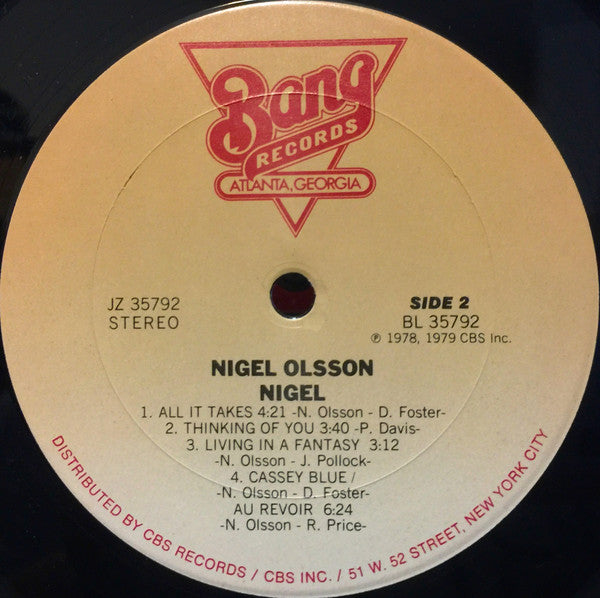 Bang
RECORDS
ATLANTA, GEORGIA
JZ 35792
STEREO
SIDE 2
BL 35792
℗ 1978, 1979 CBS Inc.
NIGEL OLSSON
NIGEL
1. ALL IT TAKES 4:21 -N. Olsson - D. Foster-
2. THINKING OF YOU 3:40 -P. Davis-
3. LIVING IN A FANTASY 3:12
-N. Olsson - J. Pollock-
4. CASSEY BLUE /
-N. Olsson - D. Foster-
AU REVOIR 6:24
-N. Olsson - R. Price-
DISTRIBUTED BY CBS RECORDS / CBS INC. / 51 W. 52 STREET, NEW YORK CITY